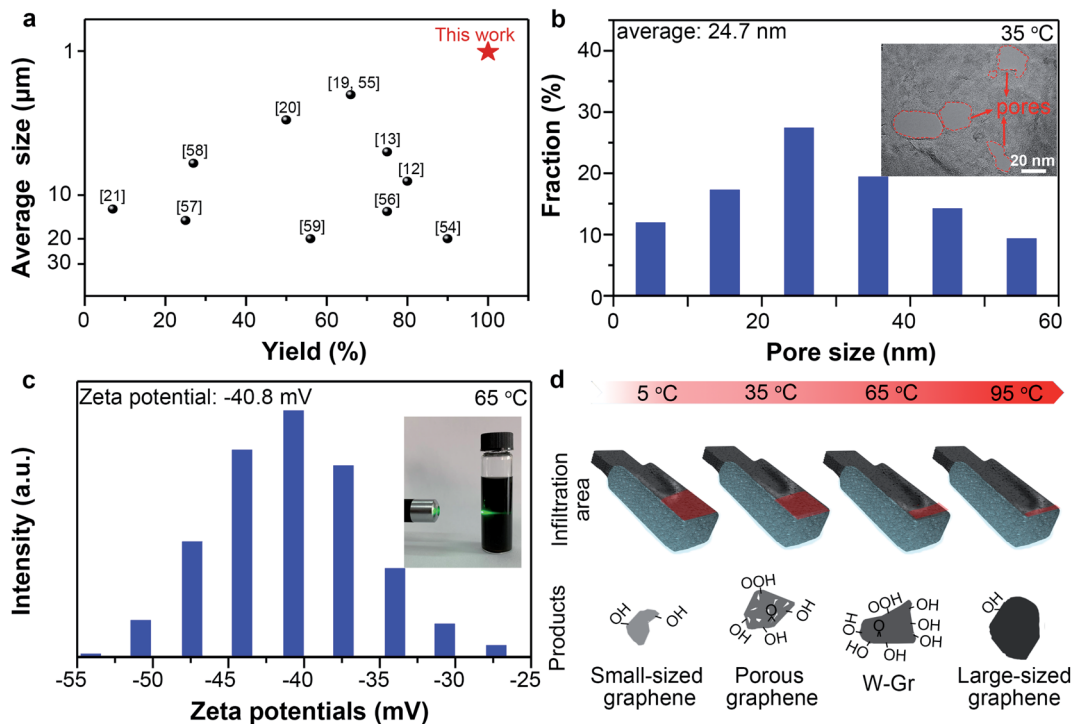 a
This work
1
[19, 55]
[20]
[13]
[58]
[12]
10
[21]
[57]
[56]
[59]
[54]
20
30
0
20
40
60
80
100
Average size (μm)
Yield (%)
b
average: 24.7 nm
35 °C
pores
20 nm
40
30
20
10
0
0
20
40
60
Fraction (%)
Pore size (nm)
c
Zeta potential: -40.8 mV
65 °C
Intensity (a.u.)
-55
-50
-45
-40
-35
-30
-25
Zeta potentials (mV)
d
5 °C
35 °C
65 °C
95 °C
Infiltration
area
Products
OH
OH
OOH
O
OH
OH
OH
OOH
OH
O
OH
OH
OH
HO
OH
OH
Small-sized
graphene
Porous
graphene
W-Gr
Large-sized
graphene